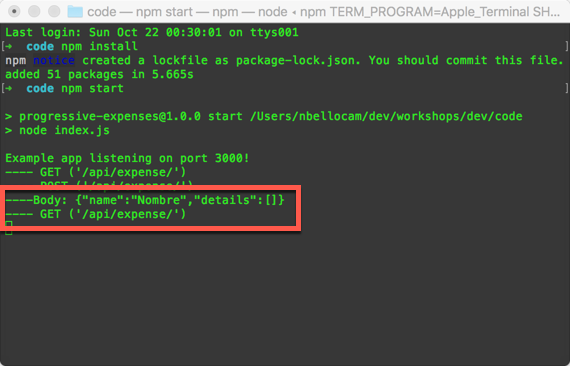 code — npm start — npm — node ◂ npm TERM_PROGRAM=Apple_Terminal SH...
Last login: Sun Oct 22 00:30:01 on ttys001
[➜  code npm install ]
npm notice created a lockfile as package-lock.json. You should commit this file.
added 51 packages in 5.665s
[➜  code npm start ]
> progressive-expenses@1.0.0 start /Users/nbellocam/dev/workshops/dev/code
> node index.js
Example app listening on port 3000!
---- GET ('/api/expense/')
---- POST ('/api/expense/')
----Body: {"name":"Nombre","details":[]}
---- GET ('/api/expense/')